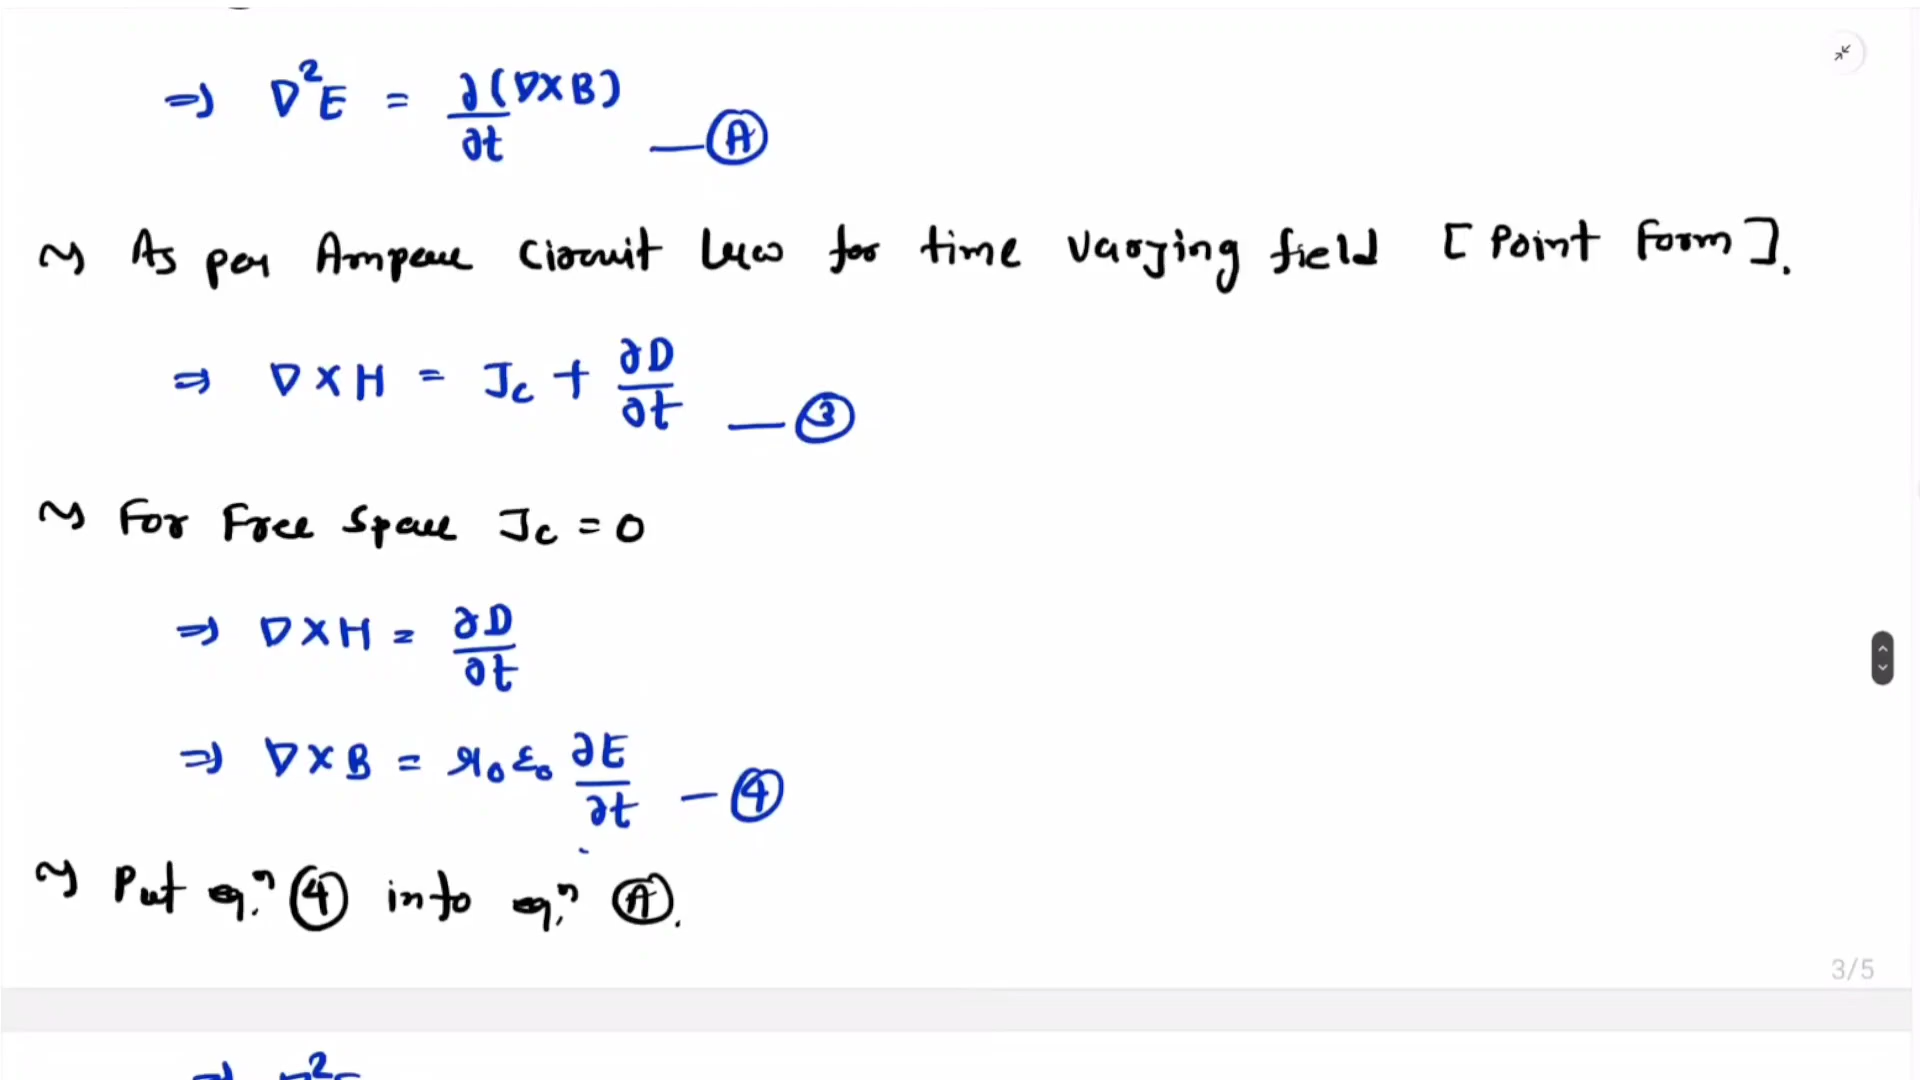 ⇒ ∇²E = ∂(∇×B)/∂t —Ⓐ
~ As per Ampere Circuit Law for time varying field [Point Form].
⇒ ∇×H = Jc + ∂D/∂t —③
~ For Free Space Jc = 0
⇒ ∇×H = ∂D/∂t
⇒ ∇×B = μ₀ε₀ ∂E/∂t —④
~ Put eqⁿ ④ into eqⁿ Ⓐ.
3/5